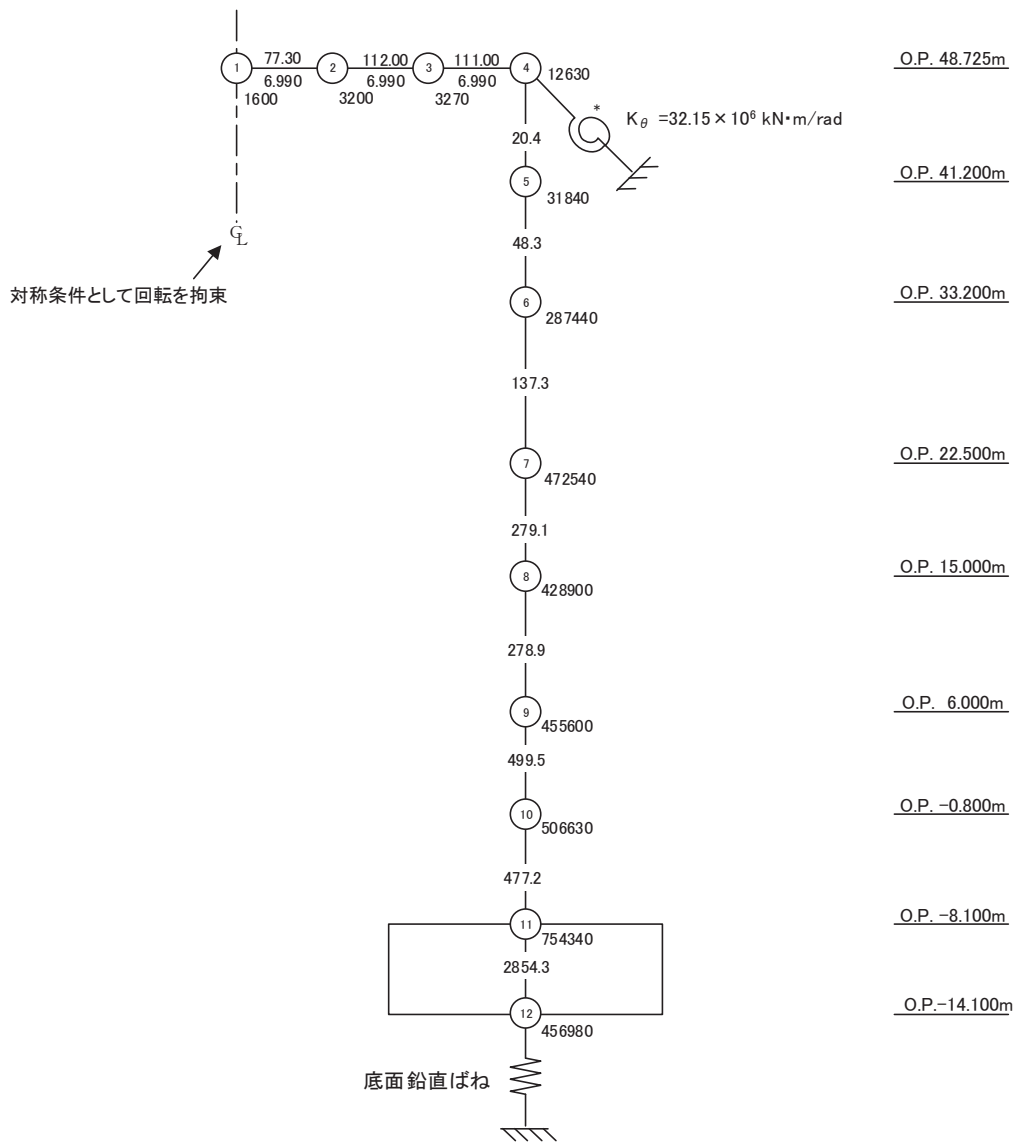 77.30 112.00 111.00
1 2 3 4 12630
6.990 6.990 6.990
1600 3200 3270
O.P. 48.725m
*
Kθ =32.15×10⁶ kN・m/rad
20.4
5
31840
O.P. 41.200m
℄
対称条件として回転を拘束
48.3
6
287440
O.P. 33.200m
137.3
7
472540
O.P. 22.500m
279.1
8
428900
O.P. 15.000m
278.9
9
455600
O.P. 6.000m
499.5
10
506630
O.P. -0.800m
477.2
11
754340
O.P. -8.100m
2854.3
12
456980
O.P.-14.100m
底面鉛直ばね